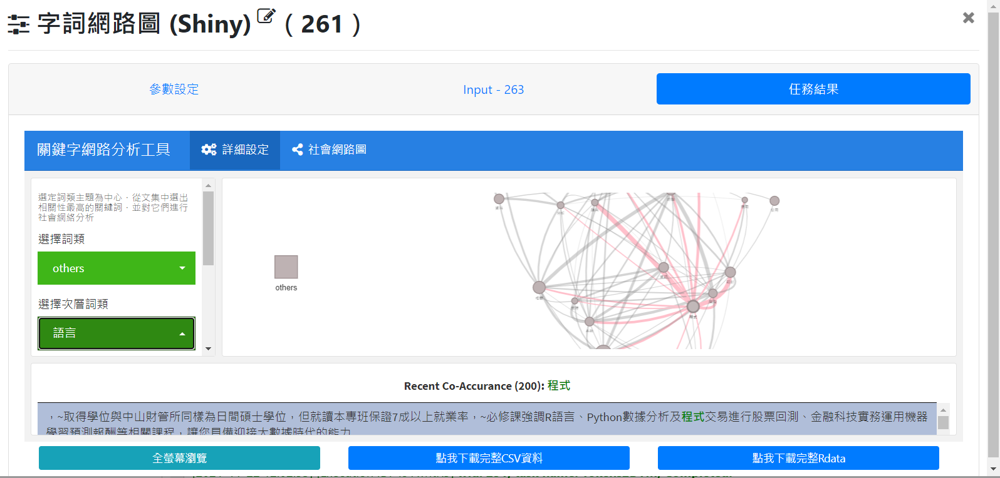 字詞網路圖 (Shiny) ( 261 )
參數設定
Input - 263
任務結果
關鍵字網路分析工具
詳細設定
社會網路圖
選定詞類主題為中心，從文集中選出
相關性最高的關鍵詞，並對它們進行
社會網絡分析
選擇詞類
others
選擇次層詞類
語言
others
程式
Recent Co-Accurance (200): 程式
，~取得學位與中山財管所同樣為日間碩士學位，但就讀本專班保證7成以上就業率，~必修課強調R語言、Python數據分析及程式交易進行股票回測、金融科技實務運用機器
學習預測報酬等相關課程，讓您具備迎接大數據時代的能力
全螢幕瀏覽
點我下載完整CSV資料
點我下載完整Rdata